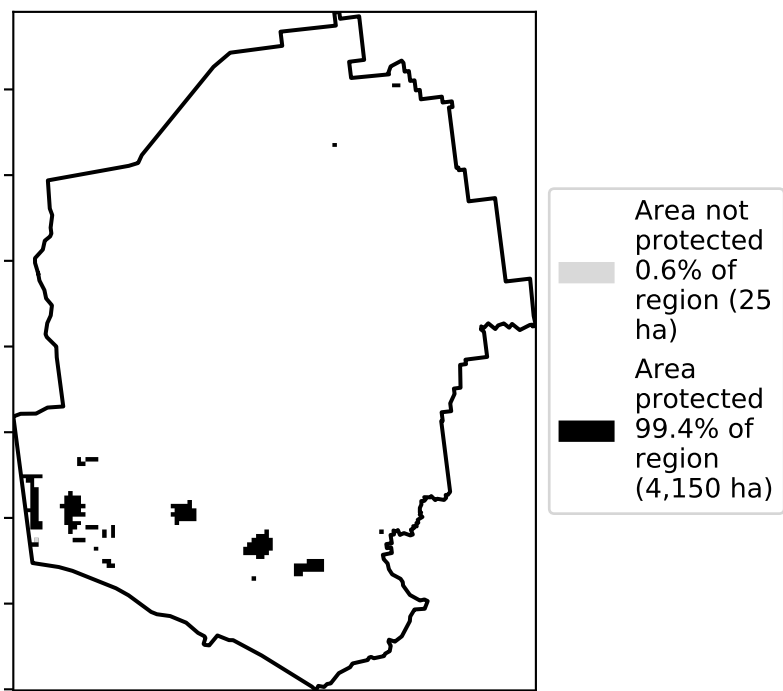 Area not
protected
0.6% of
region (25
ha)
Area
protected
99.4% of
region
(4,150 ha)